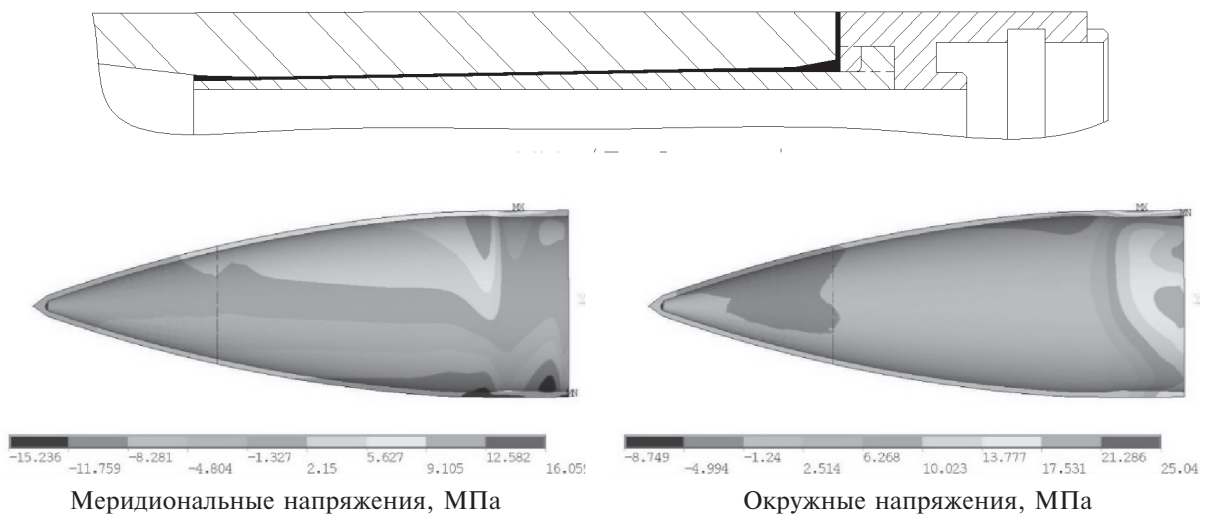 MX
MN
MX
MN
-15.236 -8.281 -1.327 5.627 12.582
-11.759 -4.804 2.15 9.105 16.059
-8.749 -1.24 6.268 13.777 21.286
-4.994 2.514 10.023 17.531 25.04
Меридиональные напряжения, МПа
Окружные напряжения, МПа